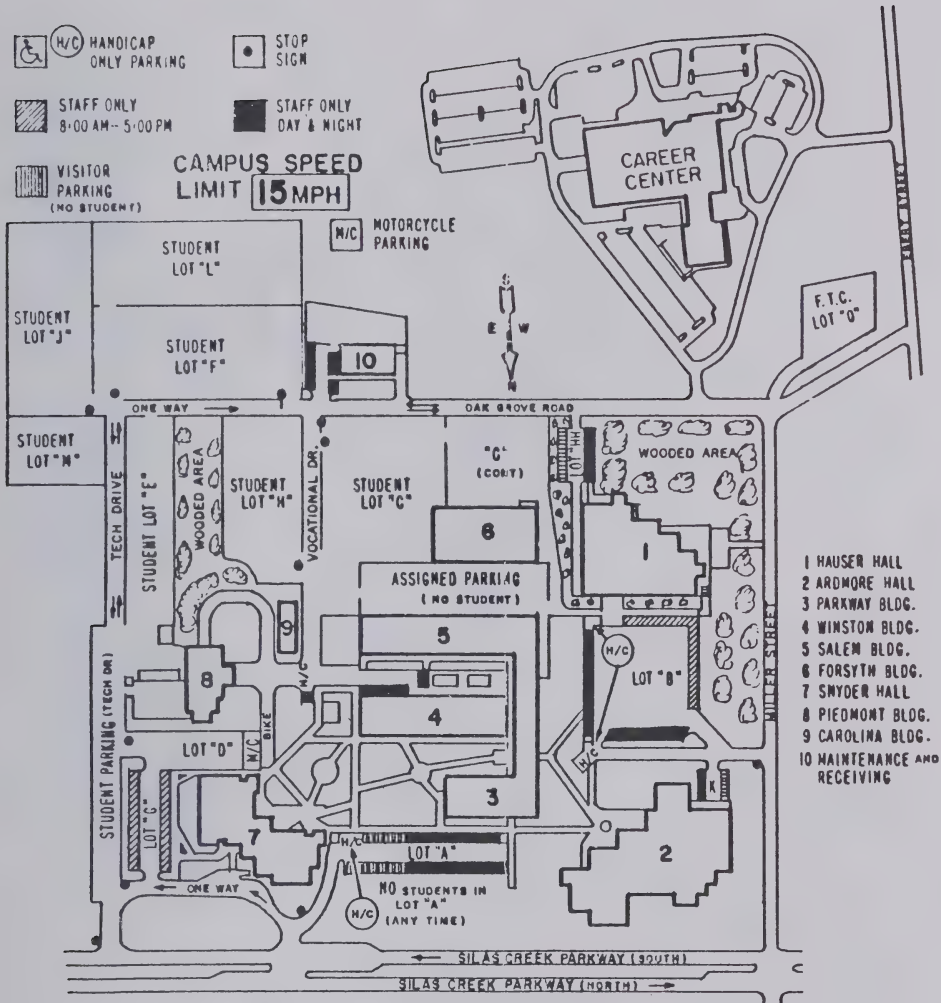 H/C HANDICAP
ONLY PARKING
STOP
SIGN
STAFF ONLY
8:00 AM-- 5:00 PM
STAFF ONLY
DAY & NIGHT
VISITOR
PARKING
(NO STUDENT)
CAMPUS SPEED
LIMIT 15 MPH
M/C MOTORCYCLE
PARKING
CAREER
CENTER
STUDENT
LOT "L"
STUDENT
LOT "J"
STUDENT
LOT "F"
10
S
E W
N
F.T.C.
LOT "O"
STREET
ONE WAY
OAK GROVE ROAD
STUDENT
LOT "M"
TECH DRIVE
STUDENT LOT "E"
WOODED AREA
STUDENT
LOT "H"
VOCATIONAL DR.
STUDENT
LOT "G"
"G"
(CONT)
LOT "HH"
WOODED AREA
6
1
ASSIGNED PARKING
(NO STUDENT)
5
9
8
H/C
4
H/C
LOT "B"
MILLER STREET
1 HAUSER HALL
2 ARDMORE HALL
3 PARKWAY BLDG.
4 WINSTON BLDG.
5 SALEM BLDG.
6 FORSYTH BLDG.
7 SNYDER HALL
8 PIEDMONT BLDG.
9 CAROLINA BLDG.
10 MAINTENANCE AND
RECEIVING
STUDENT PARKING (TECH DR)
LOT "D"
M/C BIKE
H/C
3
K
LOT "C"
7
2
H/C
LOT "A"
ONE WAY
NO STUDENTS IN
LOT "A"
(ANY TIME)
H/C
SILAS CREEK PARKWAY (SOUTH)
SILAS CREEK PARKWAY (NORTH)